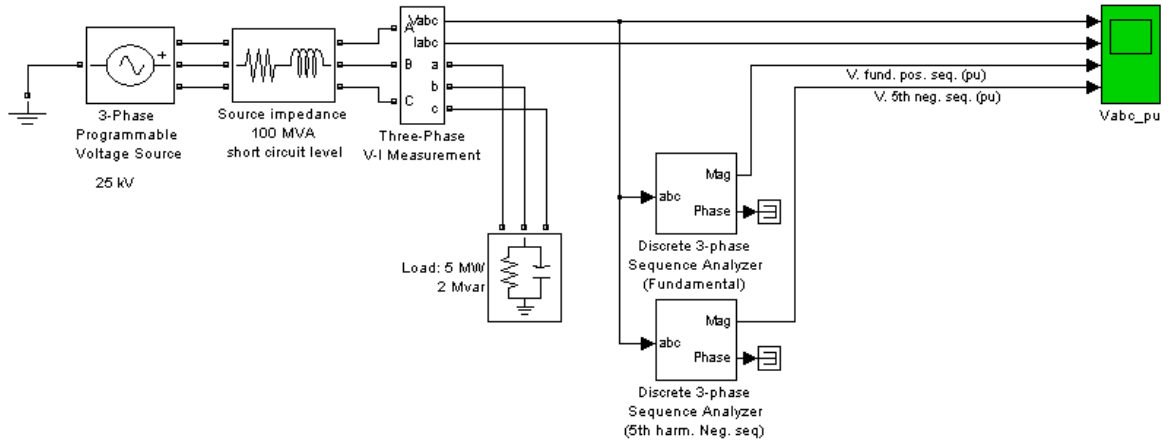 Vabc
A
Iabc
B
a
b
C
c
3-Phase
Programmable
Voltage Source
25 kV
Source impedance
100 MVA
short circuit level
Three-Phase
V-I Measurement
V. fund. pos. seq. (pu)
V. 5th neg. seq. (pu)
Vabc_pu
Mag
abc
Phase
Discrete 3-phase
Sequence Analyzer
(Fundamental)
Load: 5 MW
2 Mvar
Mag
abc
Phase
Discrete 3-phase
Sequence Analyzer
(5th harm. Neg. seq)